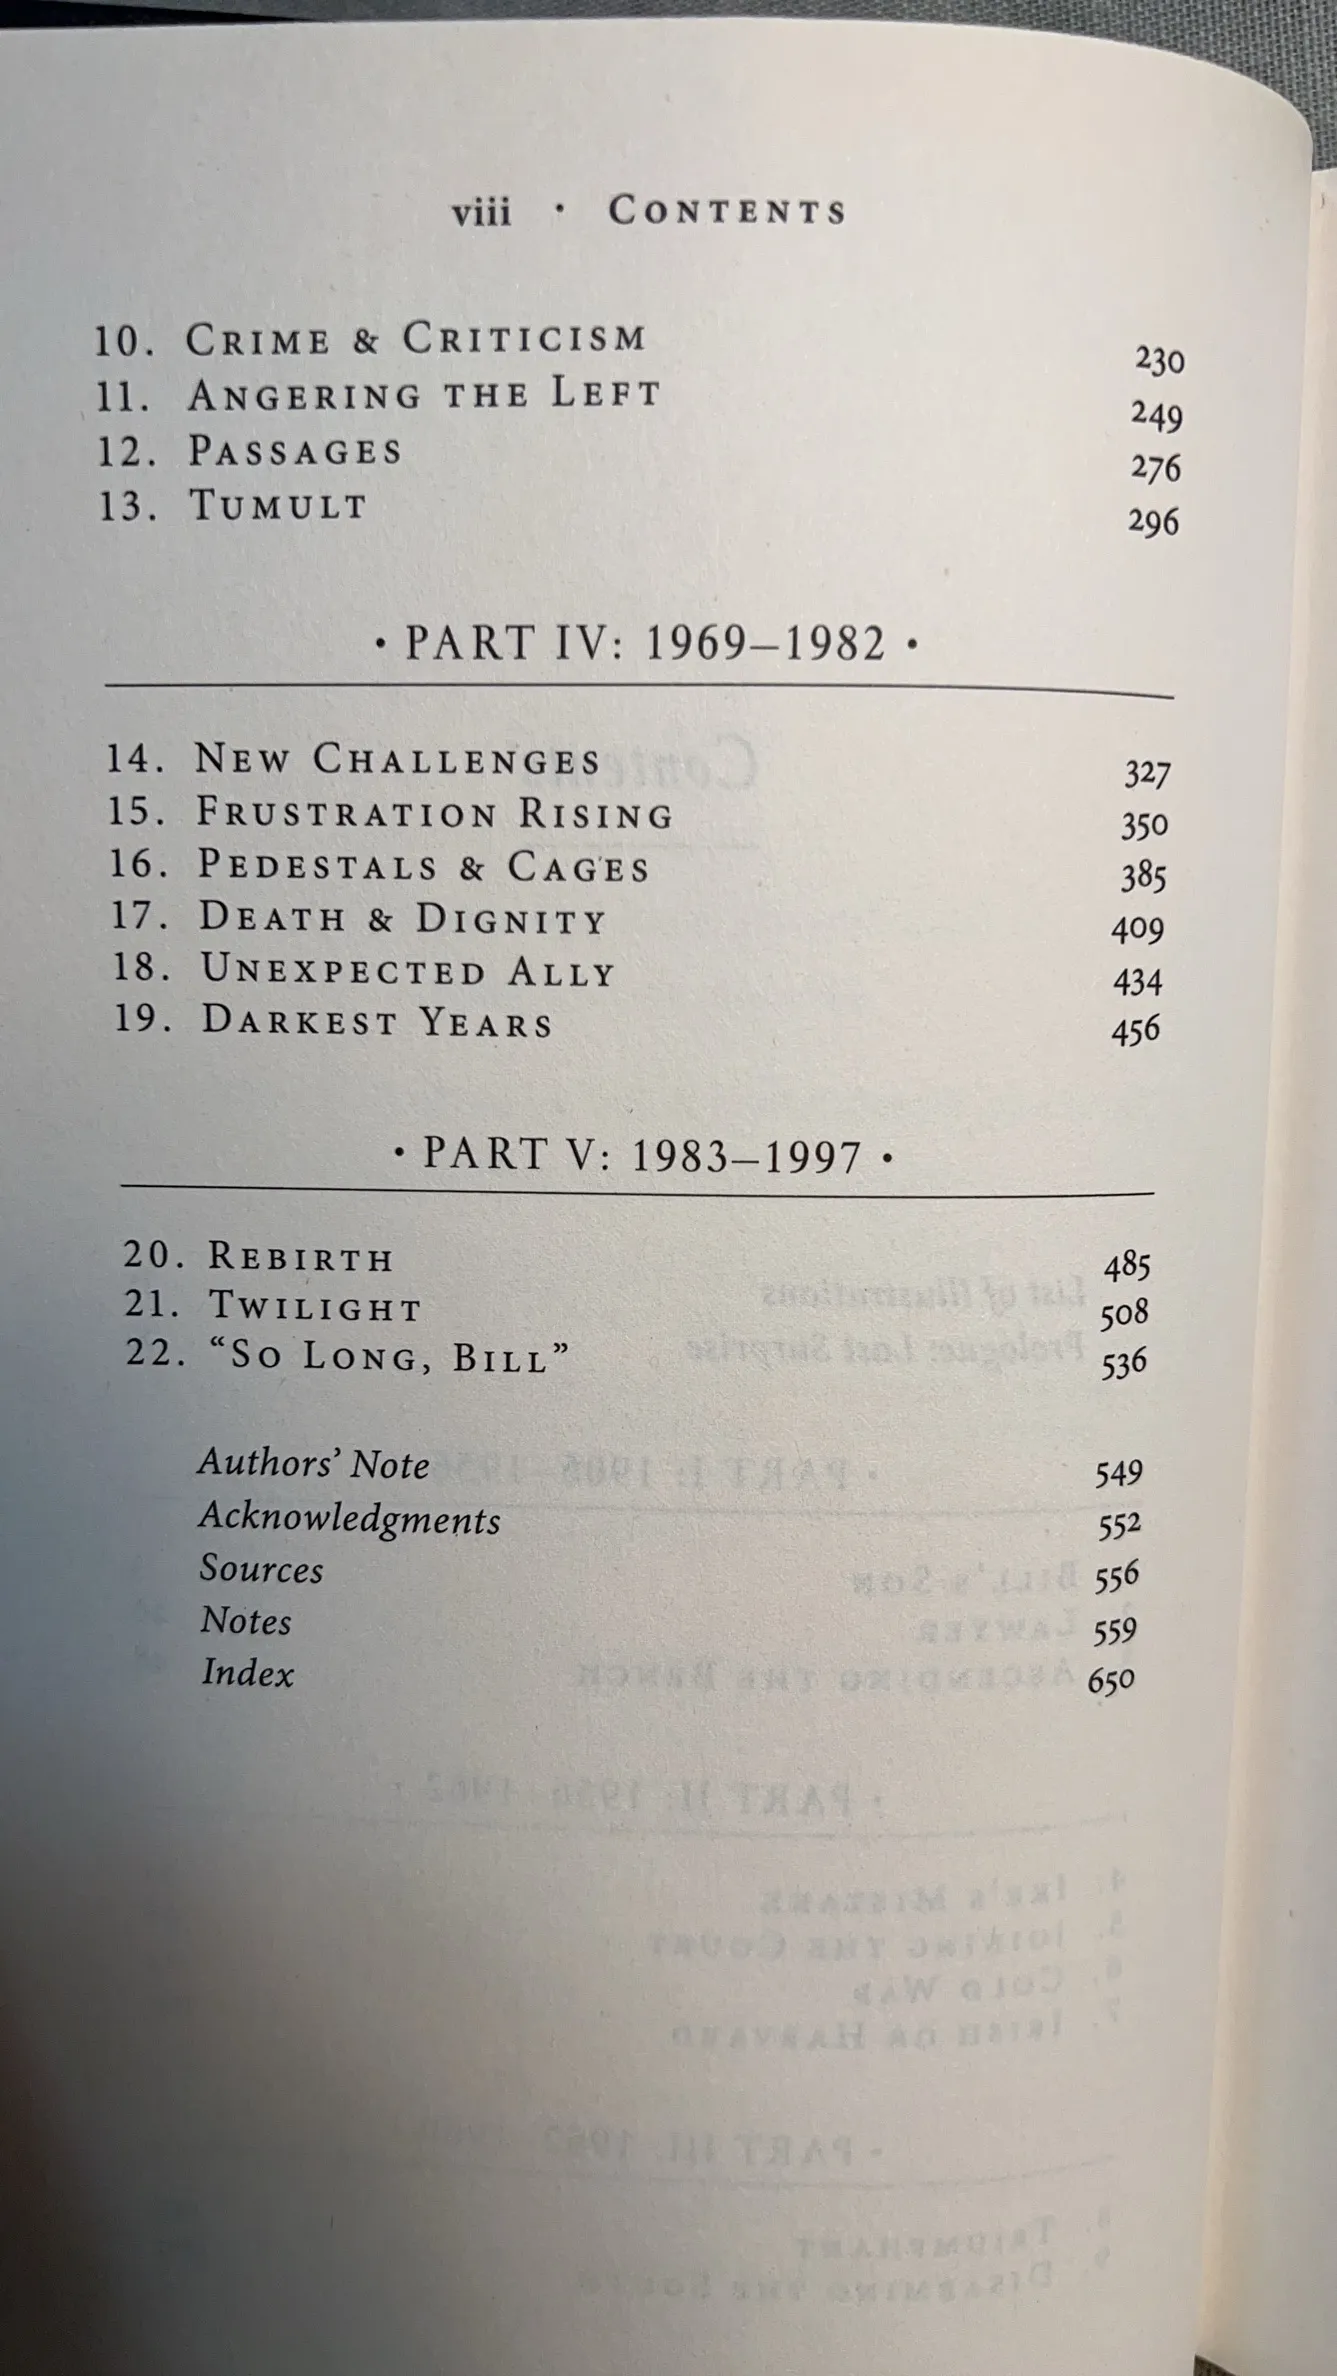 viii · CONTENTS
10. CRIME & CRITICISM 230
11. ANGERING THE LEFT 249
12. PASSAGES 276
13. TUMULT 296
· PART IV: 1969–1982 ·
14. NEW CHALLENGES 327
15. FRUSTRATION RISING 350
16. PEDESTALS & CAGES 385
17. DEATH & DIGNITY 409
18. UNEXPECTED ALLY 434
19. DARKEST YEARS 456
· PART V: 1983–1997 ·
20. REBIRTH 485
21. TWILIGHT 508
22. “SO LONG, BILL” 536
Authors’ Note 549
Acknowledgments 552
Sources 556
Notes 559
Index 650